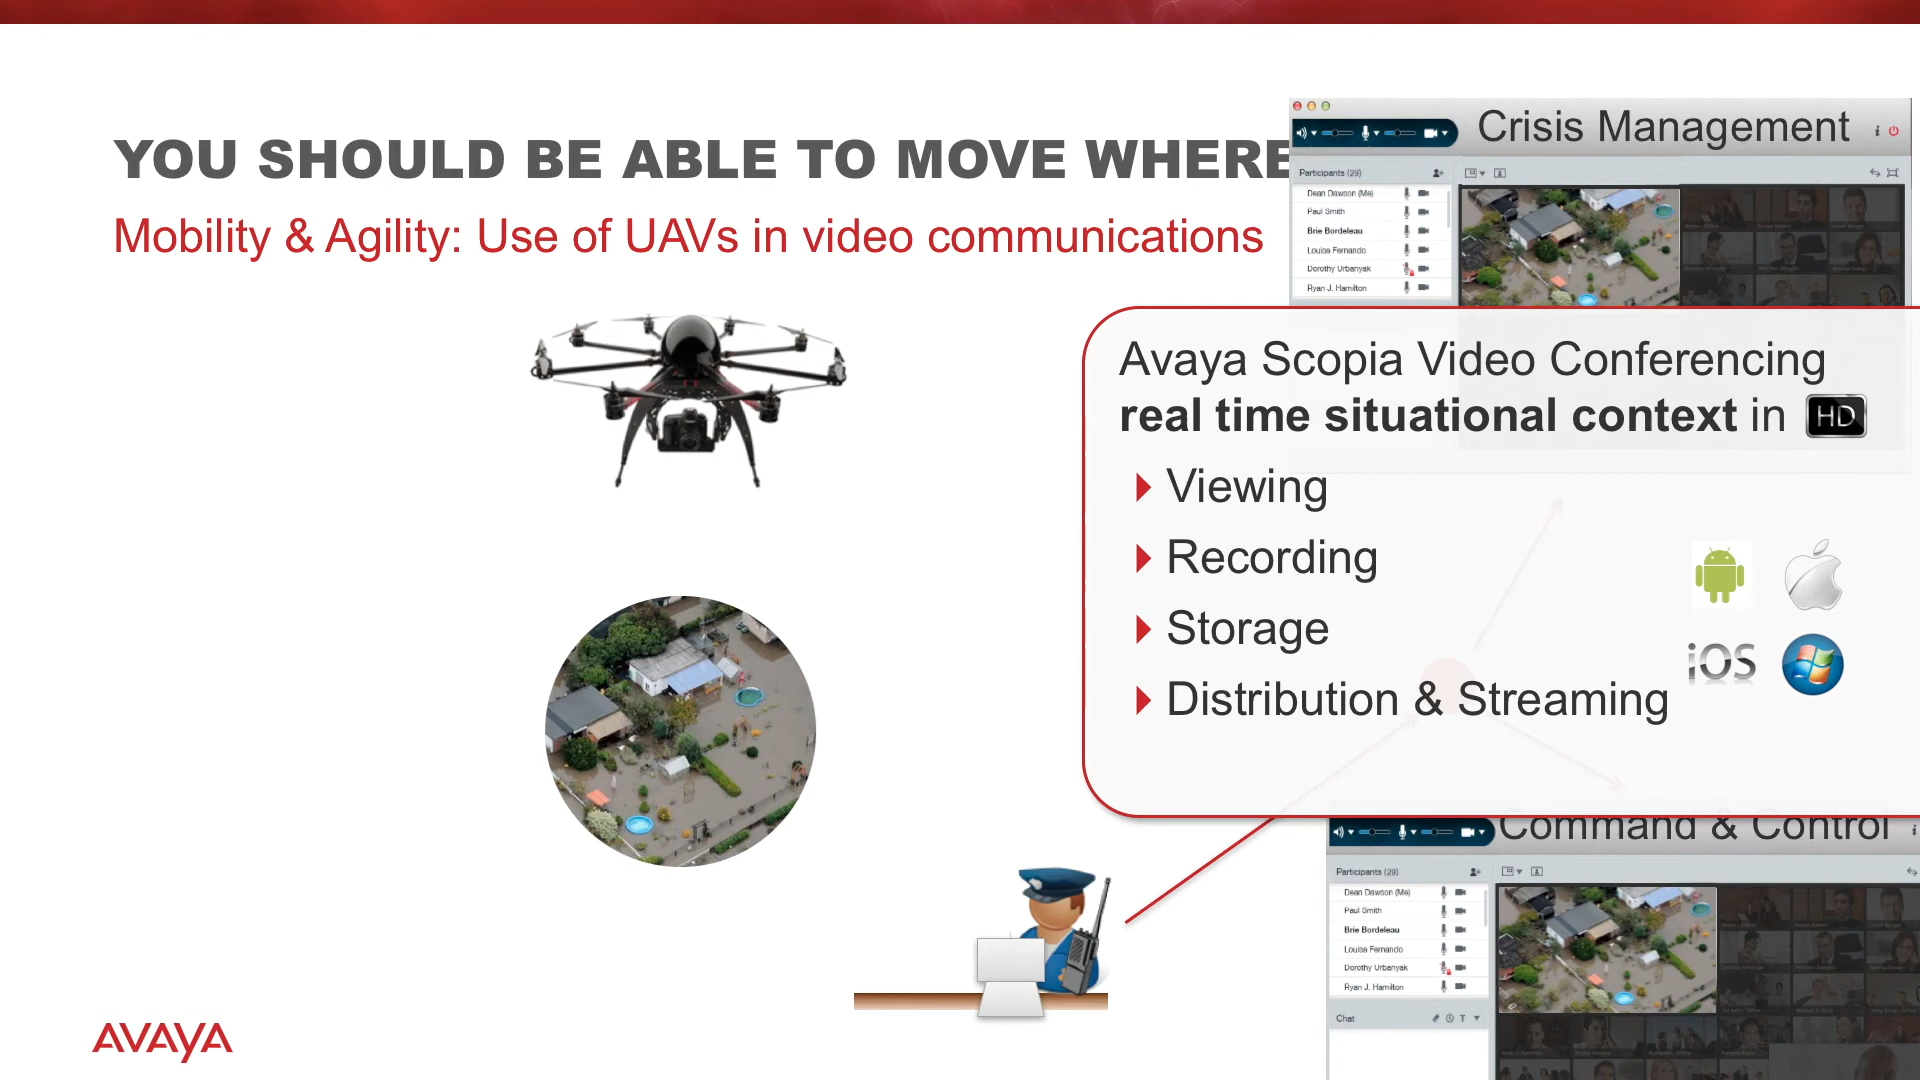 YOU SHOULD BE ABLE TO MOVE WHERE
Mobility & Agility: Use of UAVs in video communications
Crisis Management
Participants (29)
Dean Dawson (Me)
Paul Smith
Brie Bordeleau
Louise Fernando
Dorothy Urbanyak
Ryan J. Hamilton
Avaya Scopia Video Conferencing
real time situational context in HD
Viewing
Recording
Storage
Distribution & Streaming
iOS
Command & Control
Participants (29)
Dean Dawson (Me)
Paul Smith
Brie Bordeleau
Louise Fernando
Dorothy Urbanyak
Ryan J. Hamilton
Chat
T
AVAYA